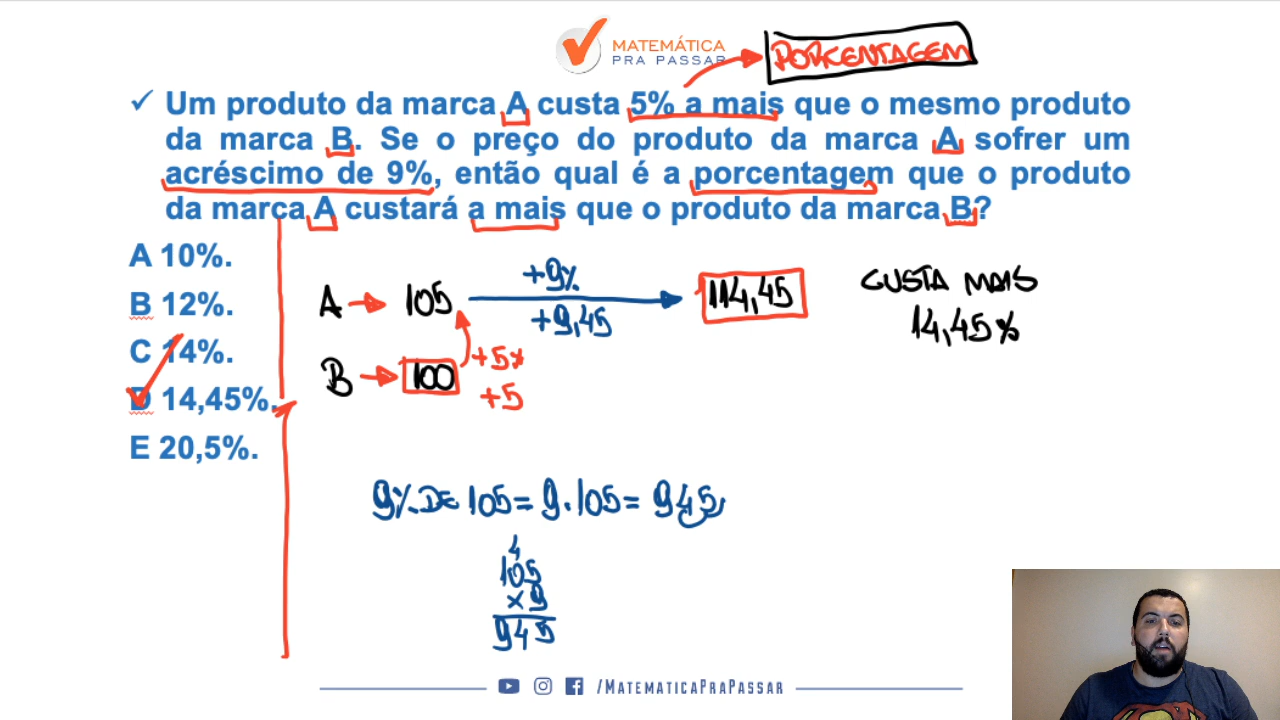 MATEMÁTICA
PRA PASSAR
PORCENTAGEM
✓ Um produto da marca A custa 5% a mais que o mesmo produto
da marca B. Se o preço do produto da marca A sofrer um
acréscimo de 9%, então qual é a porcentagem que o produto
da marca A custará a mais que o produto da marca B?
A 10%.
B 12%.
C 14%.
D 14,45%.
E 20,5%.
A → 105
+9%
+9,45
114,45
CUSTA MAIS
14,45%
B → 100
+5%
+5
9% DE 105 = 9.105 = 945,
4
105
x 9
945
/MATEMATICAPRAPASSAR